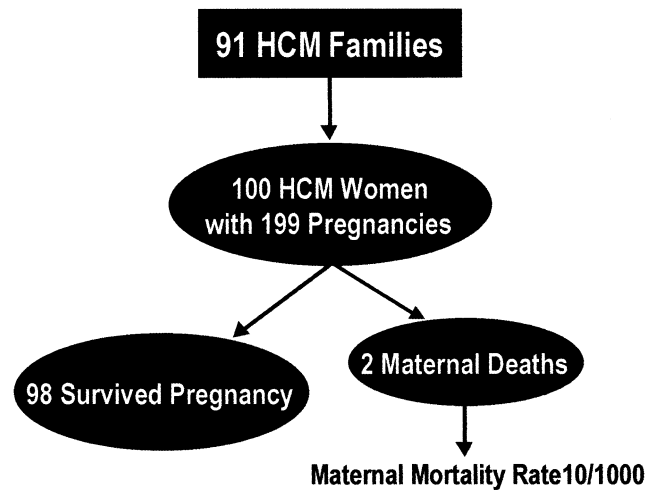 91 HCM Families
100 HCM Women
with 199 Pregnancies
98 Survived Pregnancy
2 Maternal Deaths
Maternal Mortality Rate10/1000